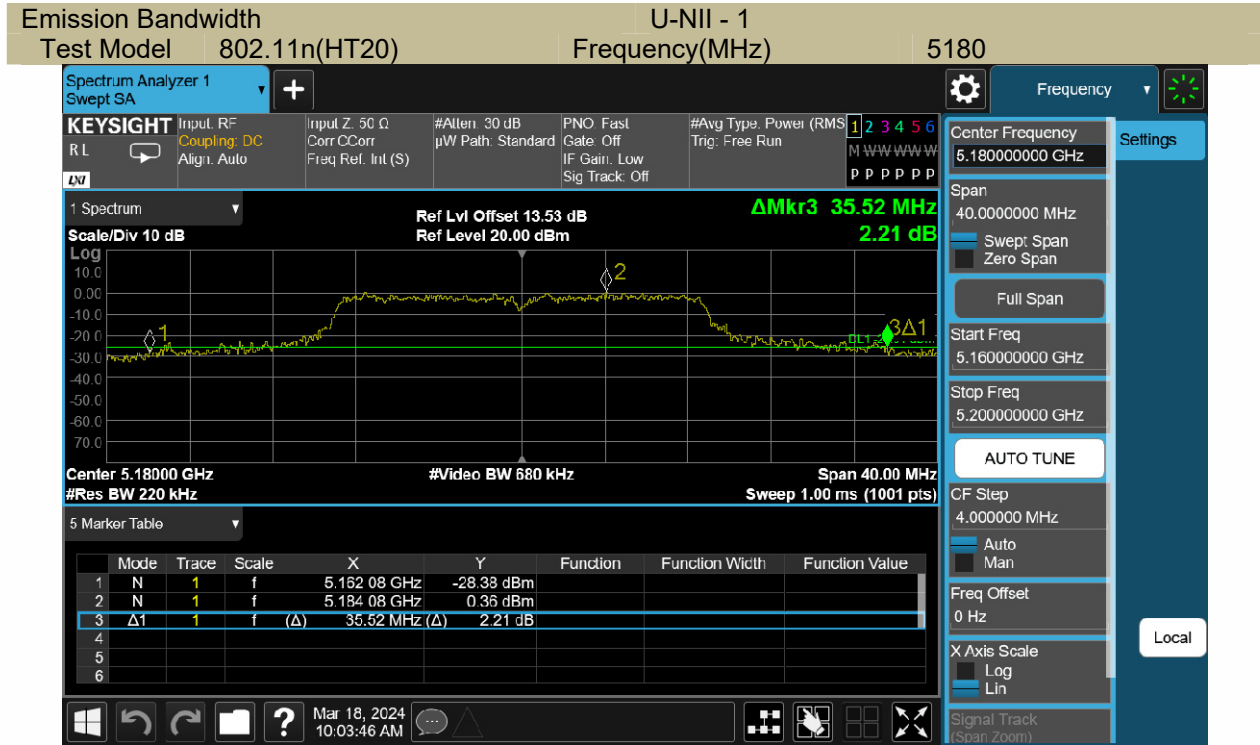 Emission Bandwidth U-NII - 1
Test Model 802.11n(HT20) Frequency(MHz) 5180
Spectrum Analyzer 1
Swept SA
+
Frequency
KEYSIGHT
RL
LXI
Input: RF
Coupling: DC
Align: Auto
Input Z: 50 Ω
Corr CCorr
Freq Ref: Int (S)
#Atten: 30 dB
µW Path: Standard
PNO: Fast
Gate: Off
IF Gain: Low
Sig Track: Off
#Avg Type: Power (RMS
Trig: Free Run
1 2 3 4 5 6
M W W W W W
P P P P P P
1 Spectrum
Scale/Div 10 dB
Ref Lvl Offset 13.53 dB
Ref Level 20.00 dBm
ΔMkr3 35.52 MHz
2.21 dB
Log
10.0
0.00
-10.0
-20.0
-30.0
-40.0
-50.0
-60.0
70.0
1
2
3Δ1
Center 5.18000 GHz
#Res BW 220 kHz
#Video BW 680 kHz
Span 40.00 MHz
Sweep 1.00 ms (1001 pts)
5 Marker Table
Mode Trace Scale X Y Function Function Width Function Value
1 N 1 f 5.162 08 GHz -28.38 dBm
2 N 1 f 5.184 08 GHz 0.36 dBm
3 Δ1 1 f (Δ) 35.52 MHz (Δ) 2.21 dB
4
5
6
Center Frequency
5.180000000 GHz
Settings
Span
40.0000000 MHz
Swept Span
Zero Span
Full Span
Start Freq
5.160000000 GHz
Stop Freq
5.200000000 GHz
AUTO TUNE
CF Step
4.000000 MHz
Auto
Man
Freq Offset
0 Hz
X Axis Scale
Log
Lin
Signal Track
(Span Zoom)
Local
?
Mar 18, 2024
10:03:46 AM